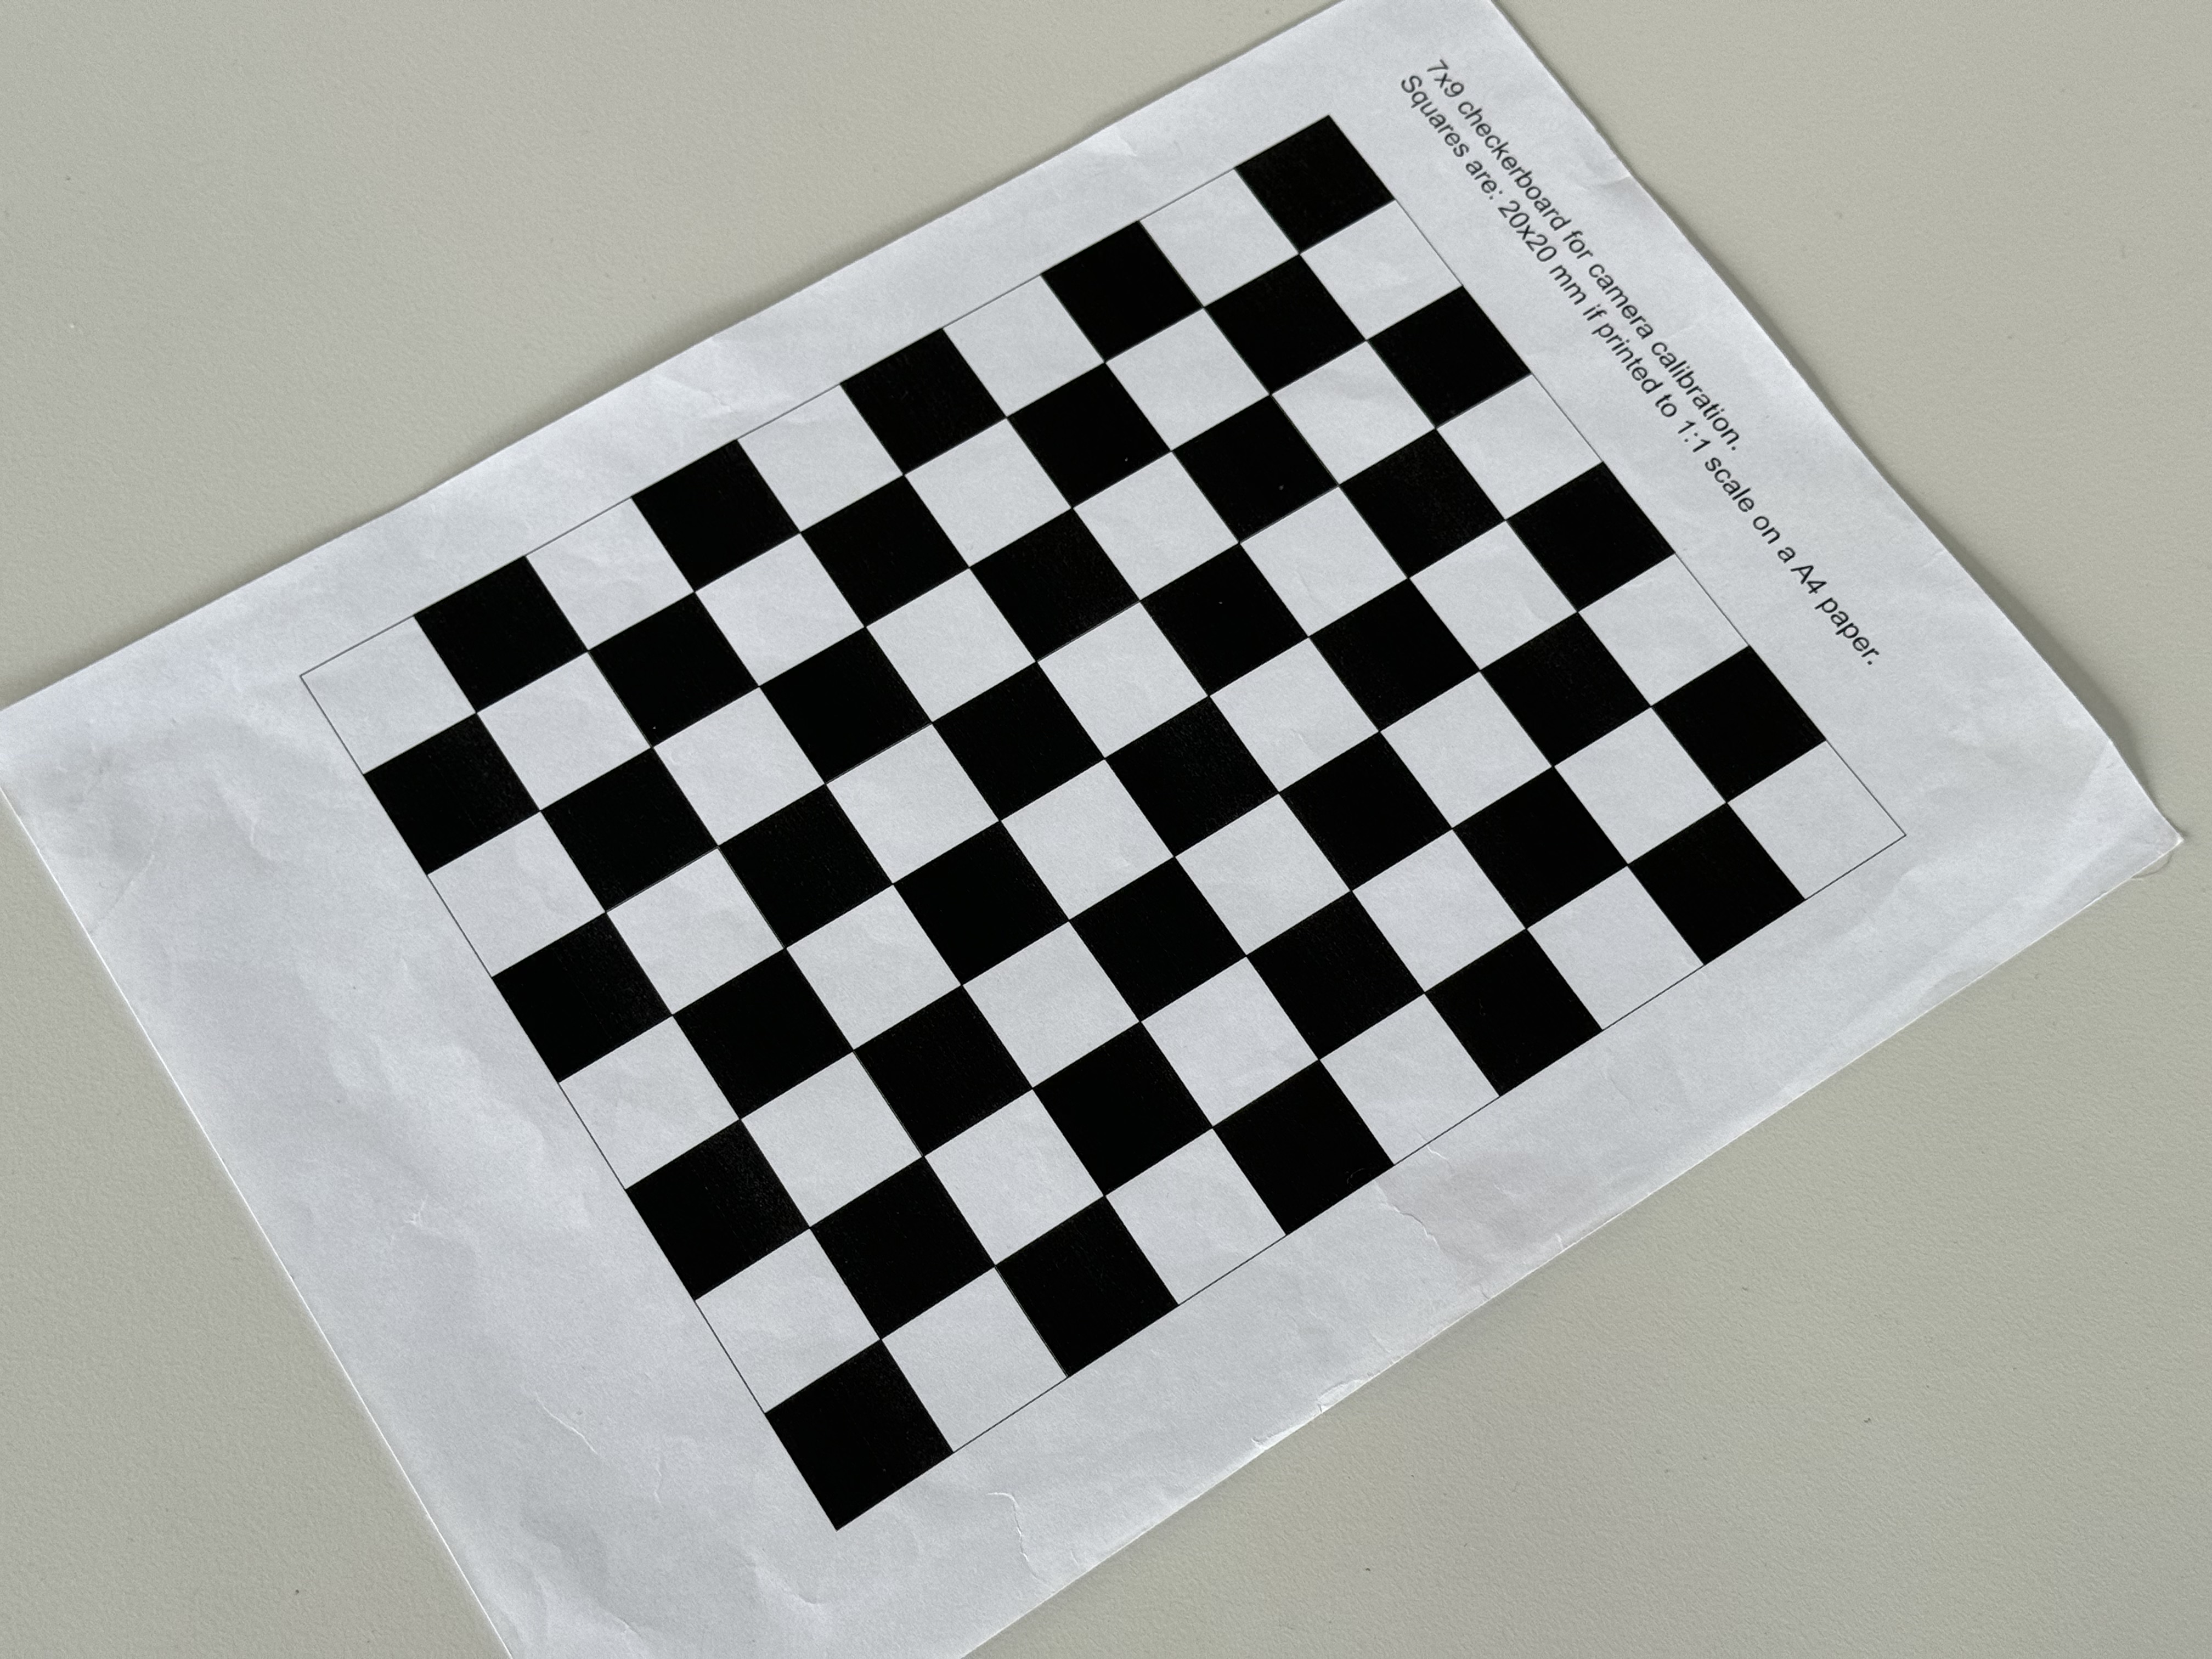 7x9 checkerboard for camera calibration.
Squares are: 20x20 mm if printed to 1:1 scale on a A4 paper.